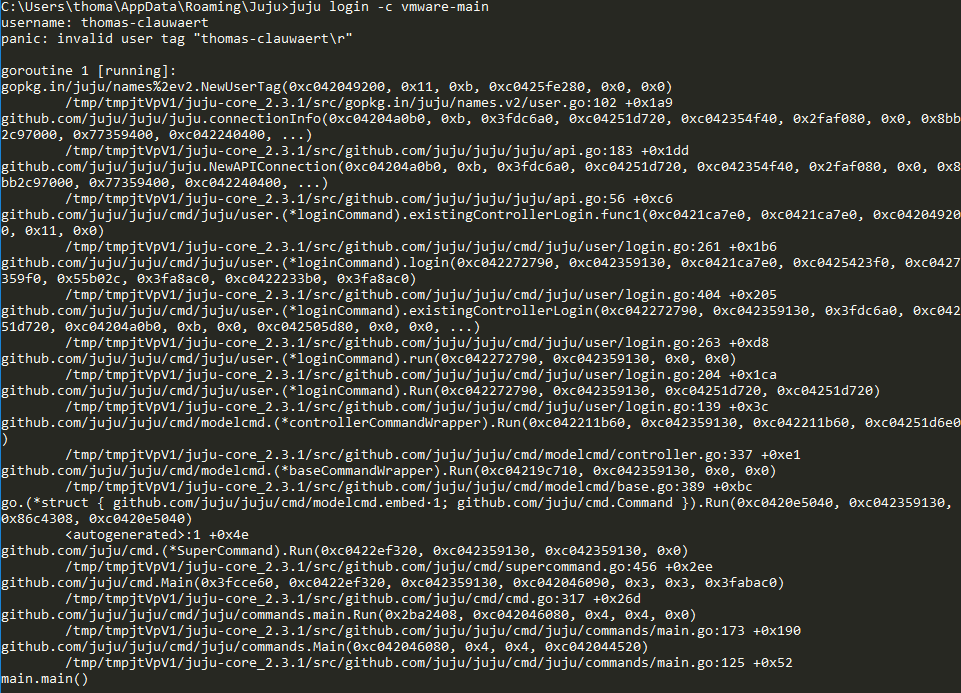 C:\Users\thoma\AppData\Roaming\Juju>juju login -c vmware-main
username: thomas-clauwaert
panic: invalid user tag "thomas-clauwaert\r"
goroutine 1 [running]:
gopkg.in/juju/names%2ev2.NewUserTag(0xc042049200, 0x11, 0xb, 0xc0425fe280, 0x0, 0x0)
/tmp/tmpjtVpV1/juju-core_2.3.1/src/gopkg.in/juju/names.v2/user.go:102 +0x1a9
github.com/juju/juju/juju.connectionInfo(0xc04204a0b0, 0xb, 0x3fdc6a0, 0xc04251d720, 0xc042354f40, 0x2faf080, 0x0, 0x8bb
2c97000, 0x77359400, 0xc042240400, ...)
/tmp/tmpjtVpV1/juju-core_2.3.1/src/github.com/juju/juju/juju/api.go:183 +0x1dd
github.com/juju/juju/juju.NewAPIConnection(0xc04204a0b0, 0xb, 0x3fdc6a0, 0xc04251d720, 0xc042354f40, 0x2faf080, 0x0, 0x8
bb2c97000, 0x77359400, 0xc042240400, ...)
/tmp/tmpjtVpV1/juju-core_2.3.1/src/github.com/juju/juju/juju/api.go:56 +0xc6
github.com/juju/juju/cmd/juju/user.(*loginCommand).existingControllerLogin.func1(0xc0421ca7e0, 0xc0421ca7e0, 0xc04204920
0, 0x11, 0x0)
/tmp/tmpjtVpV1/juju-core_2.3.1/src/github.com/juju/juju/cmd/juju/user/login.go:261 +0x1b6
github.com/juju/juju/cmd/juju/user.(*loginCommand).login(0xc042272790, 0xc042359130, 0xc0421ca7e0, 0xc0425423f0, 0xc0427
359f0, 0x55b02c, 0x3fa8ac0, 0xc0422233b0, 0x3fa8ac0)
/tmp/tmpjtVpV1/juju-core_2.3.1/src/github.com/juju/juju/cmd/juju/user/login.go:404 +0x205
github.com/juju/juju/cmd/juju/user.(*loginCommand).existingControllerLogin(0xc042272790, 0xc042359130, 0x3fdc6a0, 0xc042
51d720, 0xc04204a0b0, 0xb, 0x0, 0xc042505d80, 0x0, 0x0, ...)
/tmp/tmpjtVpV1/juju-core_2.3.1/src/github.com/juju/juju/cmd/juju/user/login.go:263 +0xd8
github.com/juju/juju/cmd/juju/user.(*loginCommand).run(0xc042272790, 0xc042359130, 0x0, 0x0)
/tmp/tmpjtVpV1/juju-core_2.3.1/src/github.com/juju/juju/cmd/juju/user/login.go:204 +0x1ca
github.com/juju/juju/cmd/juju/user.(*loginCommand).Run(0xc042272790, 0xc042359130, 0xc04251d720, 0xc04251d720)
/tmp/tmpjtVpV1/juju-core_2.3.1/src/github.com/juju/juju/cmd/juju/user/login.go:139 +0x3c
github.com/juju/juju/cmd/modelcmd.(*controllerCommandWrapper).Run(0xc042211b60, 0xc042359130, 0xc042211b60, 0xc04251d6e0
)
/tmp/tmpjtVpV1/juju-core_2.3.1/src/github.com/juju/juju/cmd/modelcmd/controller.go:337 +0xe1
github.com/juju/juju/cmd/modelcmd.(*baseCommandWrapper).Run(0xc04219c710, 0xc042359130, 0x0, 0x0)
/tmp/tmpjtVpV1/juju-core_2.3.1/src/github.com/juju/juju/cmd/modelcmd/base.go:389 +0xbc
go.(*struct { github.com/juju/juju/cmd/modelcmd.embed·1; github.com/juju/cmd.Command }).Run(0xc0420e5040, 0xc042359130,
0x86c4308, 0xc0420e5040)
<autogenerated>:1 +0x4e
github.com/juju/cmd.(*SuperCommand).Run(0xc0422ef320, 0xc042359130, 0xc042359130, 0x0)
/tmp/tmpjtVpV1/juju-core_2.3.1/src/github.com/juju/cmd/supercommand.go:456 +0x2ee
github.com/juju/cmd.Main(0x3fcce60, 0xc0422ef320, 0xc042359130, 0xc042046090, 0x3, 0x3, 0x3fabac0)
/tmp/tmpjtVpV1/juju-core_2.3.1/src/github.com/juju/cmd/cmd.go:317 +0x26d
github.com/juju/juju/cmd/juju/commands.main.Run(0x2ba2408, 0xc042046080, 0x4, 0x4, 0x0)
/tmp/tmpjtVpV1/juju-core_2.3.1/src/github.com/juju/juju/cmd/juju/commands/main.go:173 +0x190
github.com/juju/juju/cmd/juju/commands.Main(0xc042046080, 0x4, 0x4, 0xc042044520)
/tmp/tmpjtVpV1/juju-core_2.3.1/src/github.com/juju/juju/cmd/juju/commands/main.go:125 +0x52
main.main()